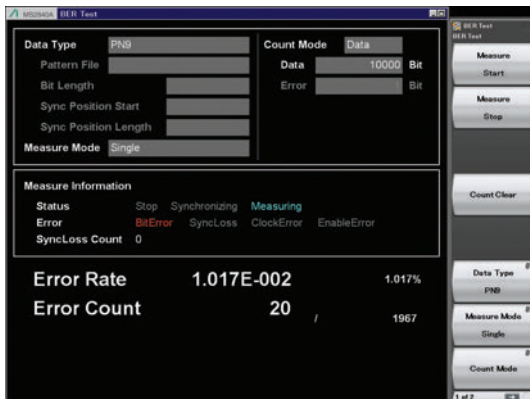 MS2840A BER Test
Data Type PN9
Pattern File
Bit Length
Sync Position Start
Sync Position Length
Measure Mode Single
Count Mode Data
Data 10000 Bit
Error Bit
Measure Information
Status Stop Synchronizing Measuring
Error BitError SyncLoss ClockError EnableError
SyncLoss Count 0
Error Rate 1.017E-002 1.017%
Error Count 20 / 1967
BER Test
BER Test
Measure
Start
Measure
Stop
Count Clear
Data Type
PN9
Measure Mode
Single
Count Mode
1 of 2